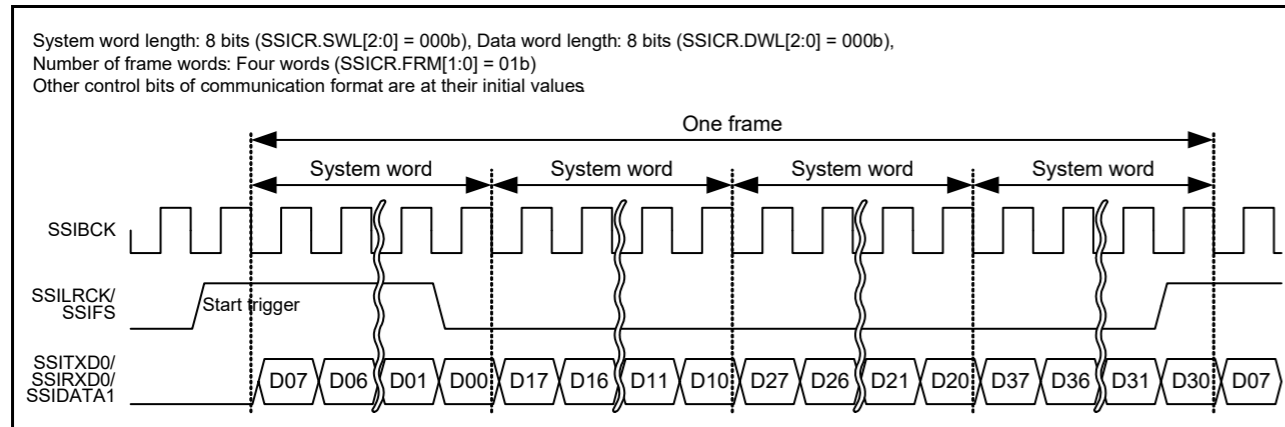 System word length: 8 bits (SSICR.SWL[2:0] = 000b), Data word length: 8 bits (SSICR.DWL[2:0] = 000b),
Number of frame words: Four words (SSICR.FRM[1:0] = 01b)
Other control bits of communication format are at their initial values.
One frame
System word System word System word System word
SSIBCK
SSILRCK/
SSIFS
Start trigger
SSITXD0/
SSIRXD0/
SSIDATA1
D07 D06 D01 D00 D17 D16 D11 D10 D27 D26 D21 D20 D37 D36 D31 D30 D07